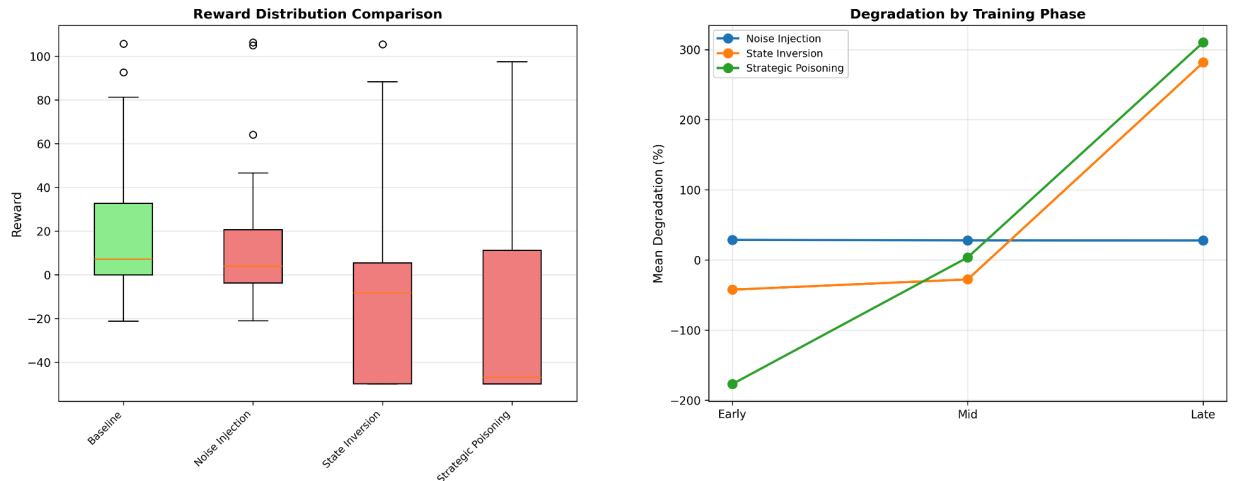 Reward Distribution Comparison
Reward
100
80
60
40
20
0
−20
−40
Baseline
Noise Injection
State Inversion
Strategic Poisoning
Degradation by Training Phase
Noise Injection
State Inversion
Strategic Poisoning
Mean Degradation (%)
300
200
100
0
−100
−200
Early
Mid
Late